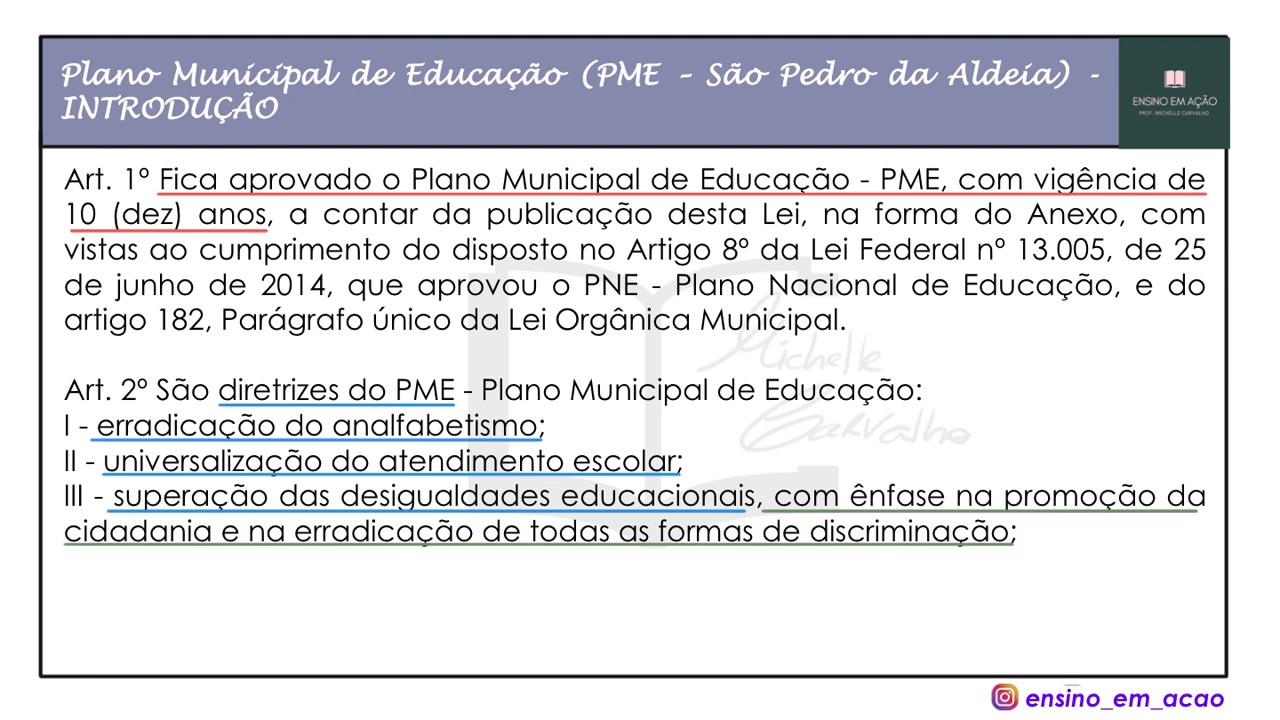 Plano Municipal de Educação (PME – São Pedro da Aldeia) -
INTRODUÇÃO
ENSINO EM AÇÃO
PROF. MICHELLE CARVALHO
Art. 1º Fica aprovado o Plano Municipal de Educação - PME, com vigência de
10 (dez) anos, a contar da publicação desta Lei, na forma do Anexo, com
vistas ao cumprimento do disposto no Artigo 8º da Lei Federal nº 13.005, de 25
de junho de 2014, que aprovou o PNE - Plano Nacional de Educação, e do
artigo 182, Parágrafo único da Lei Orgânica Municipal.
Art. 2º São diretrizes do PME - Plano Municipal de Educação:
I - erradicação do analfabetismo;
II - universalização do atendimento escolar;
III - superação das desigualdades educacionais, com ênfase na promoção da
cidadania e na erradicação de todas as formas de discriminação;
Michelle
Carvalho
ensino_em_acao